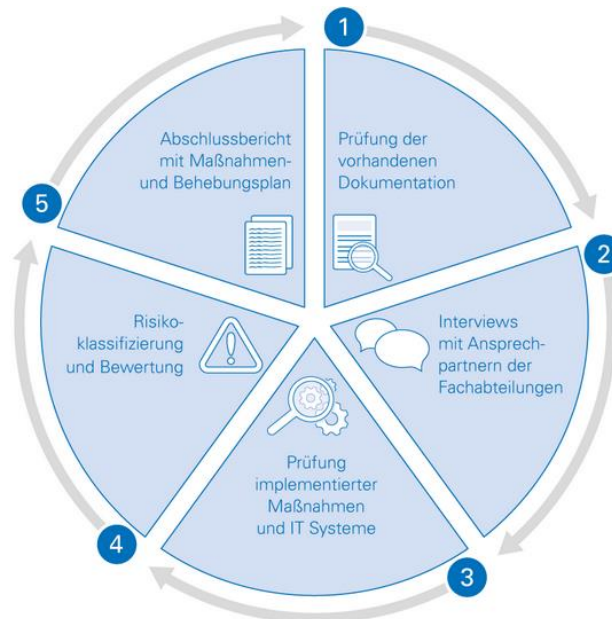 1
Prüfung der
vorhandenen
Dokumentation
2
Interviews
mit Ansprech-
partnern der
Fachabteilungen
3
Prüfung
implementierter
Maßnahmen
und IT Systeme
4
Risiko-
klassifizierung
und Bewertung
5
Abschlussbericht
mit Maßnahmen-
und Behebungsplan